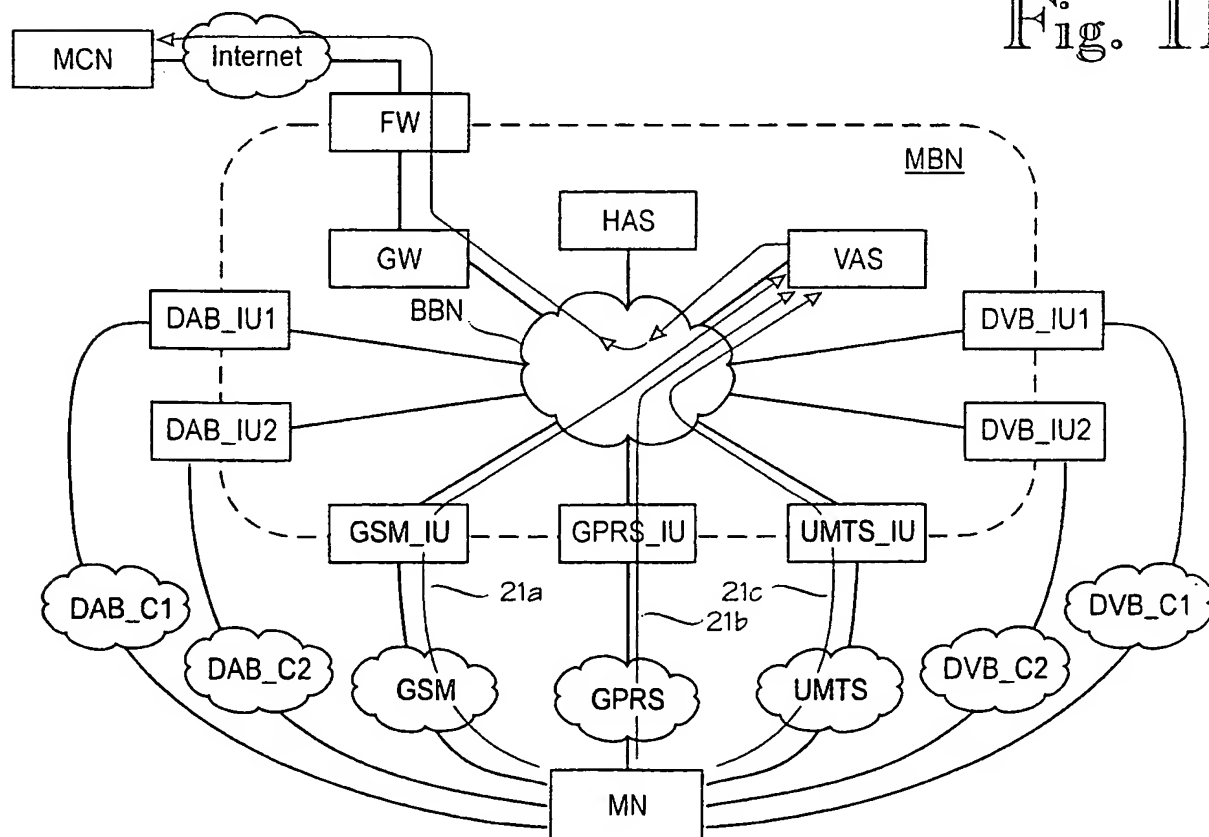 Fig. 11
MCN
Internet
FW
MBN
HAS
GW
VAS
BBN
DAB_IU1
DVB_IU1
DAB_IU2
DVB_IU2
GSM_IU
GPRS_IU
UMTS_IU
21a
21b
21c
DAB_C1
DVB_C1
DAB_C2
GSM
GPRS
UMTS
DVB_C2
MN